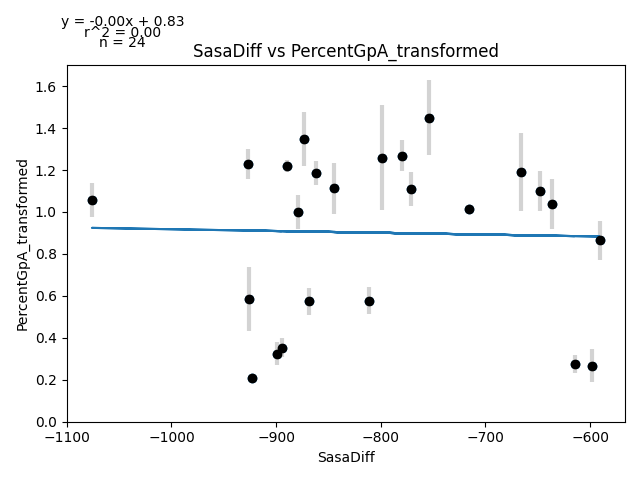 y = -0.00x + 0.83
r^2 = 0.00
n = 24
SasaDiff vs PercentGpA_transformed
PercentGpA_transformed
1.6
1.4
1.2
1.0
0.8
0.6
0.4
0.2
0.0
−1100 −1000 −900 −800 −700 −600
SasaDiff